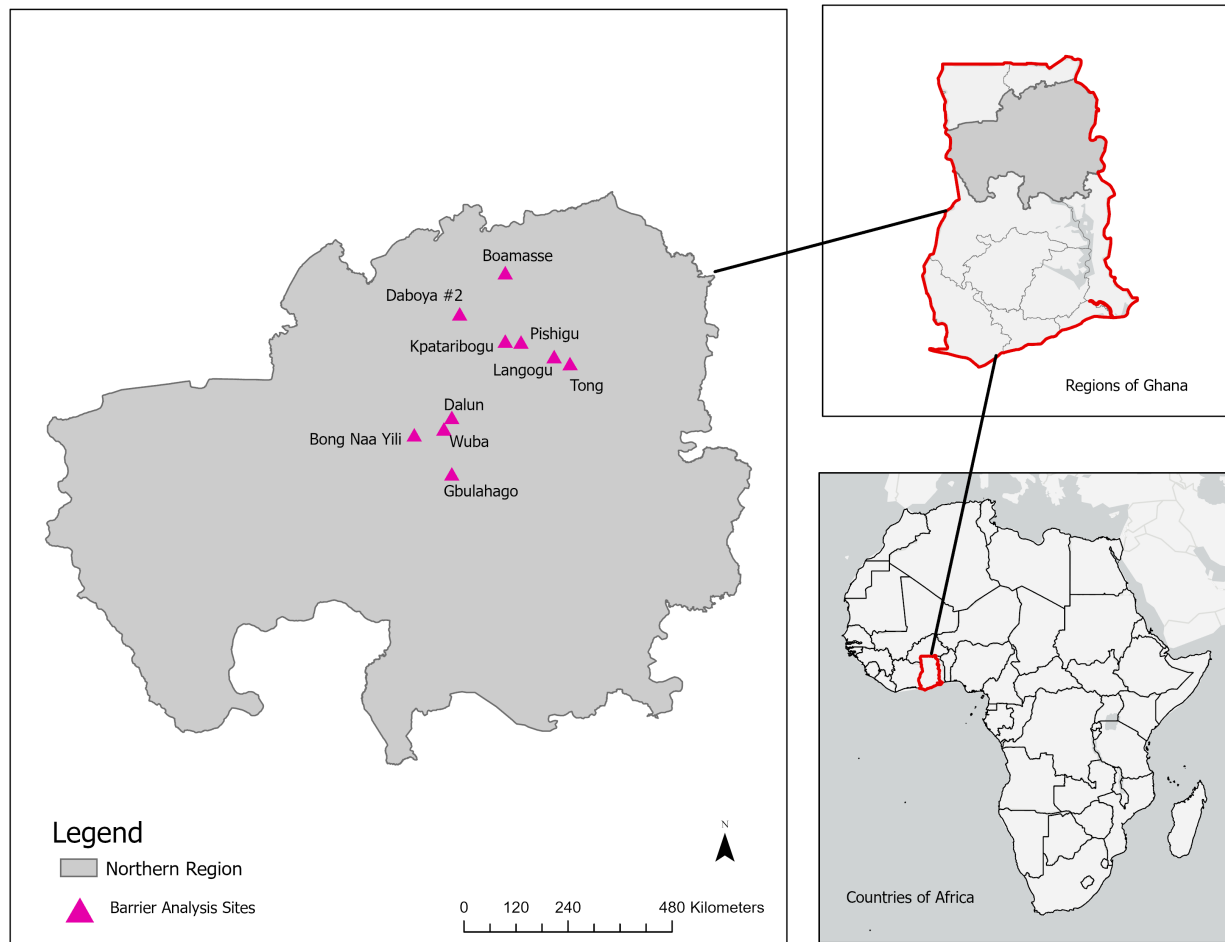 Boamasse
Daboya #2
Kpataribogu
Pishigu
Langogu
Tong
Dalun
Bong Naa Yili
Wuba
Gbulahago
Legend
Northern Region
Barrier Analysis Sites
N
0 120 240 480 Kilometers
Regions of Ghana
Countries of Africa